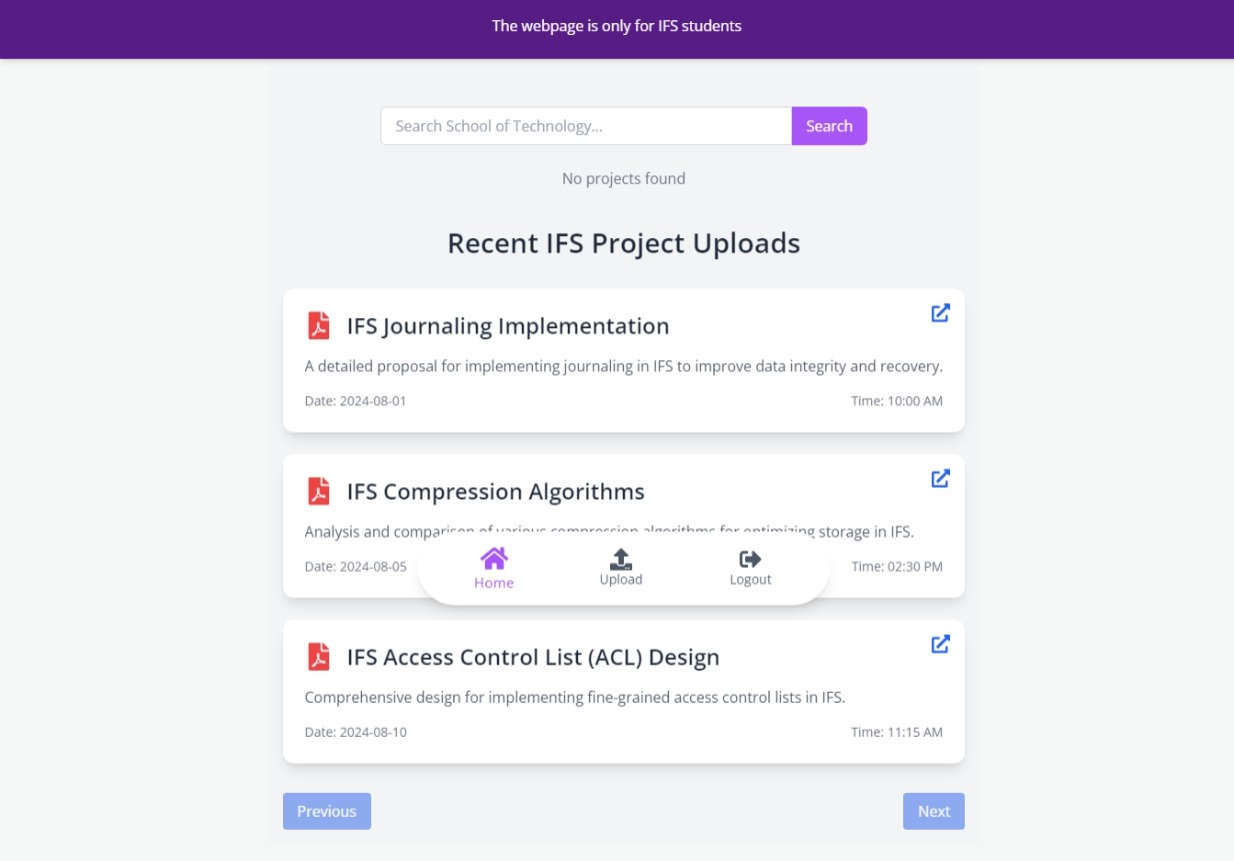 The webpage is only for IFS students
Search School of Technology...
Search
No projects found
Recent IFS Project Uploads
IFS Journaling Implementation
A detailed proposal for implementing journaling in IFS to improve data integrity and recovery.
Date: 2024-08-01
Time: 10:00 AM
IFS Compression Algorithms
Analysis and comparison of various compression algorithms for optimizing storage in IFS.
Date: 2024-08-05
Time: 02:30 PM
Home
Upload
Logout
IFS Access Control List (ACL) Design
Comprehensive design for implementing fine-grained access control lists in IFS.
Date: 2024-08-10
Time: 11:15 AM
Previous
Next